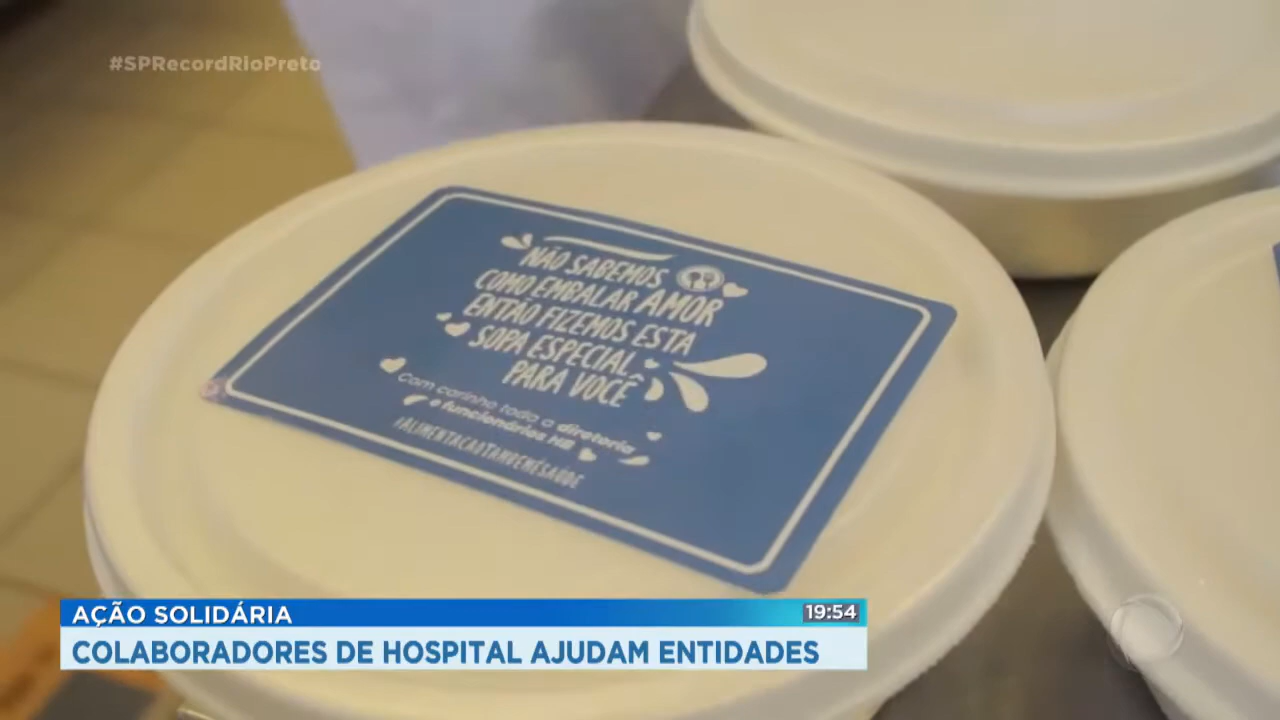 #SPRecordRioPreto
NÃO SABEMOS
COMO EMBALAR AMOR
ENTÃO FIZEMOS ESTA
SOPA ESPECIAL
PARA VOCÊ
Com carinho toda a diretoria
e funcionários HB
#ALIMENTACAOTAMBEMÉSAÚDE
AÇÃO SOLIDÁRIA
19:54
COLABORADORES DE HOSPITAL AJUDAM ENTIDADES